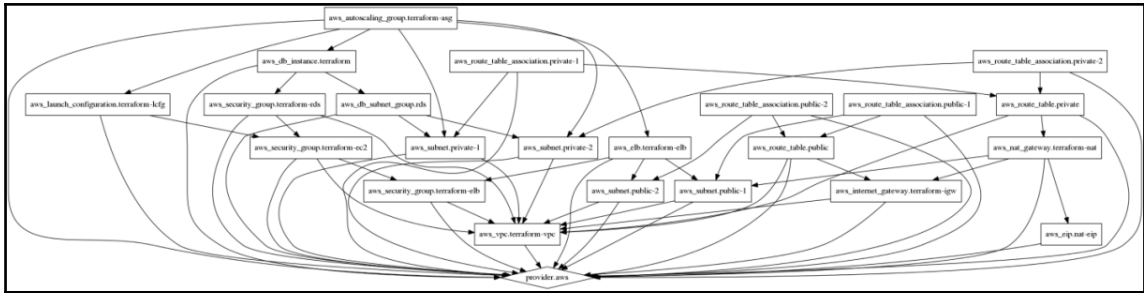 aws_autoscaling_group.terraform-asg
aws_db_instance.terraform
aws_route_table_association.private-1
aws_route_table_association.private-2
aws_launch_configuration.terraform-lcfg
aws_security_group.terraform-rds
aws_db_subnet_group.rds
aws_route_table_association.public-2
aws_route_table_association.public-1
aws_route_table.private
aws_security_group.terraform-ec2
aws_subnet.private-1
aws_subnet.private-2
aws_elb.terraform-elb
aws_route_table.public
aws_nat_gateway.terraform-nat
aws_security_group.terraform-elb
aws_subnet.public-2
aws_subnet.public-1
aws_internet_gateway.terraform-igw
aws_vpc.terraform-vpc
aws_eip.nat-eip
provider.aws